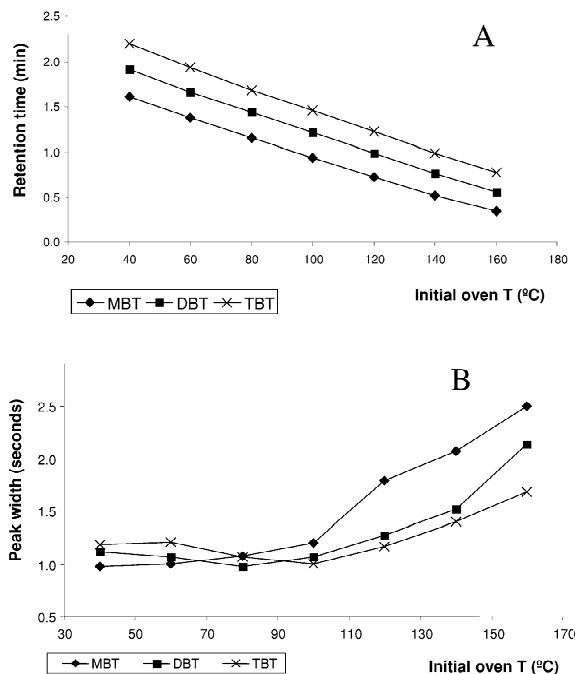 A
Retention time (min)
2.5
2.0
1.5
1.0
0.5
0.0
20 40 60 80 100 120 140 160 180
Initial oven T (ºC)
MBT DBT TBT
B
Peak width (seconds)
2.5
2.0
1.5
1.0
0.5
30 50 70 90 110 130 150 170
MBT DBT TBT
Initial oven T (ºC)